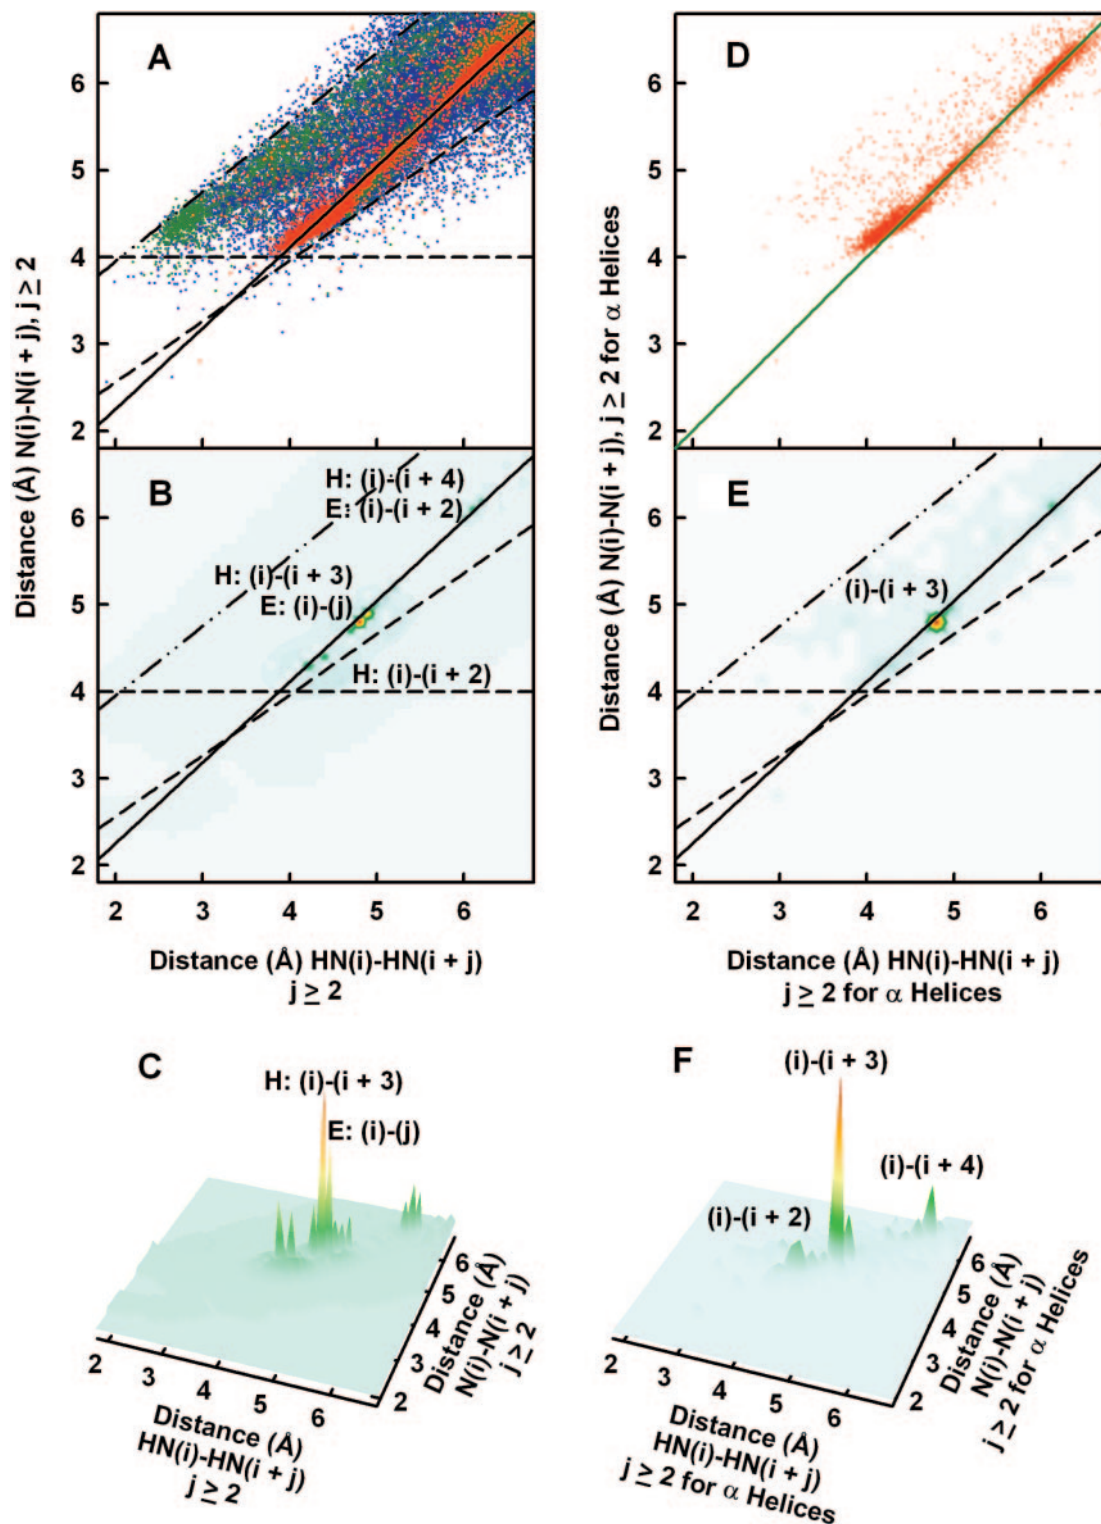 A
Distance (Å) N(i)-N(i + j), j ≥ 2
6
5
4
3
2
B
H: (i)-(i + 4)
E: (i)-(i + 2)
H: (i)-(i + 3)
E: (i)-(j)
H: (i)-(i + 2)
6
5
4
3
2
2 3 4 5 6
Distance (Å) HN(i)-HN(i + j)
j ≥ 2
D
Distance (Å) N(i)-N(i + j), j ≥ 2 for α Helices
6
5
4
3
2
E
(i)-(i + 3)
6
5
4
3
2
2 3 4 5 6
Distance (Å) HN(i)-HN(i + j)
j ≥ 2 for α Helices
C
H: (i)-(i + 3)
E: (i)-(j)
2 3 4 5 6
Distance (Å)
HN(i)-HN(i + j)
j ≥ 2
2 3 4 5 6
Distance (Å)
N(i)-N(i + j)
j ≥ 2
F
(i)-(i + 3)
(i)-(i + 4)
(i)-(i + 2)
2 3 4 5 6
Distance (Å)
HN(i)-HN(i + j)
j ≥ 2 for α Helices
2 3 4 5 6
Distance (Å)
N(i)-N(i + j)
j ≥ 2 for α Helices